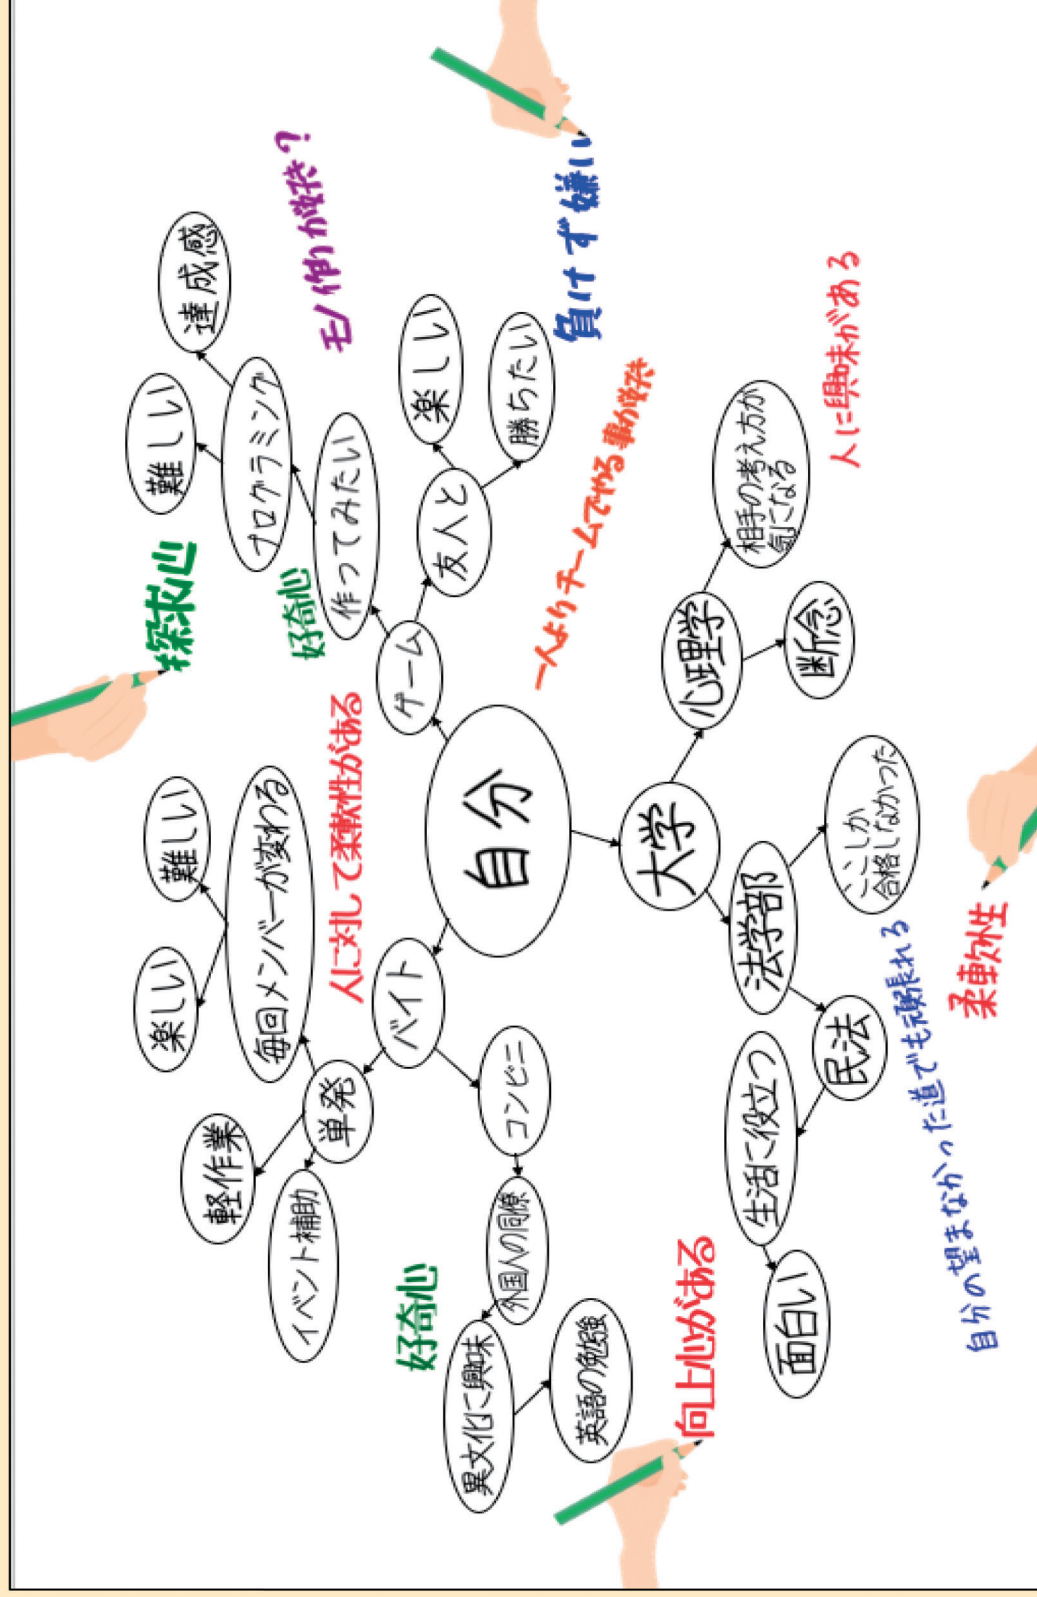 自分
バイト
単発
毎回メンバーが変わる
楽しい
難しい
軽作業
イベント補助
コンビニ
外国人の同僚
異文化に興味
英語の勉強
好奇心
向上心がある
人に対して柔軟性がある
ゲーム
作ってみたい
プログラミング
難しい
達成感
探求心
好奇心
モノ作りが好き?
友人と
楽しい
勝ちたい
負けず嫌い
一人よりチームでやる事が好き
大学
心理学
相手の考え方が
気になる
断念
人に興味がある
法学部
ここしか
合格しなかった
民法
生活に役立つ
面白い
自分の望まなかった道でも頑張れる
柔軟性